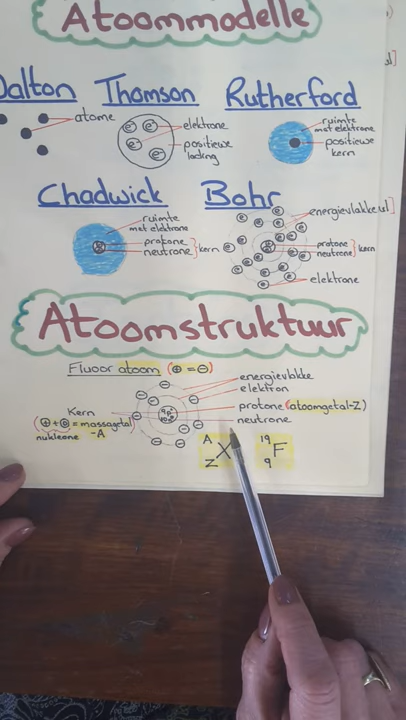 Atoommodelle
Dalton Thomson Rutherford
atome
elektrone
positiewe
lading
ruimte
met elektrone
positiewe
kern
Chadwick Bohr
ruimte
met elektrone
protone
neutrone
kern
energievlakke
protone
neutrone
kern
elektrone
Atoomstruktuur
Fluoor atoom (⊕ = ⊖)
energievlakke
elektron
protone (atoomgetal-Z)
neutrone
Kern
= massagetal
-A
nukleone
A
Z
X
19
9
F